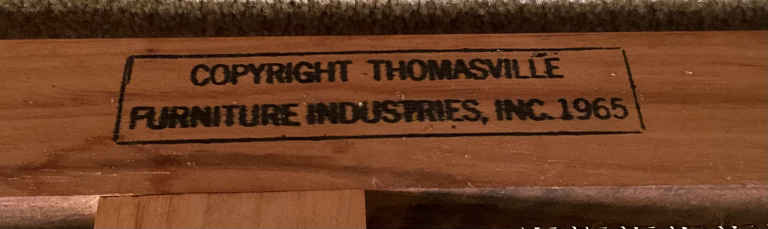 COPYRIGHT THOMASVILLE
FURNITURE INDUSTRIES, INC. 1965